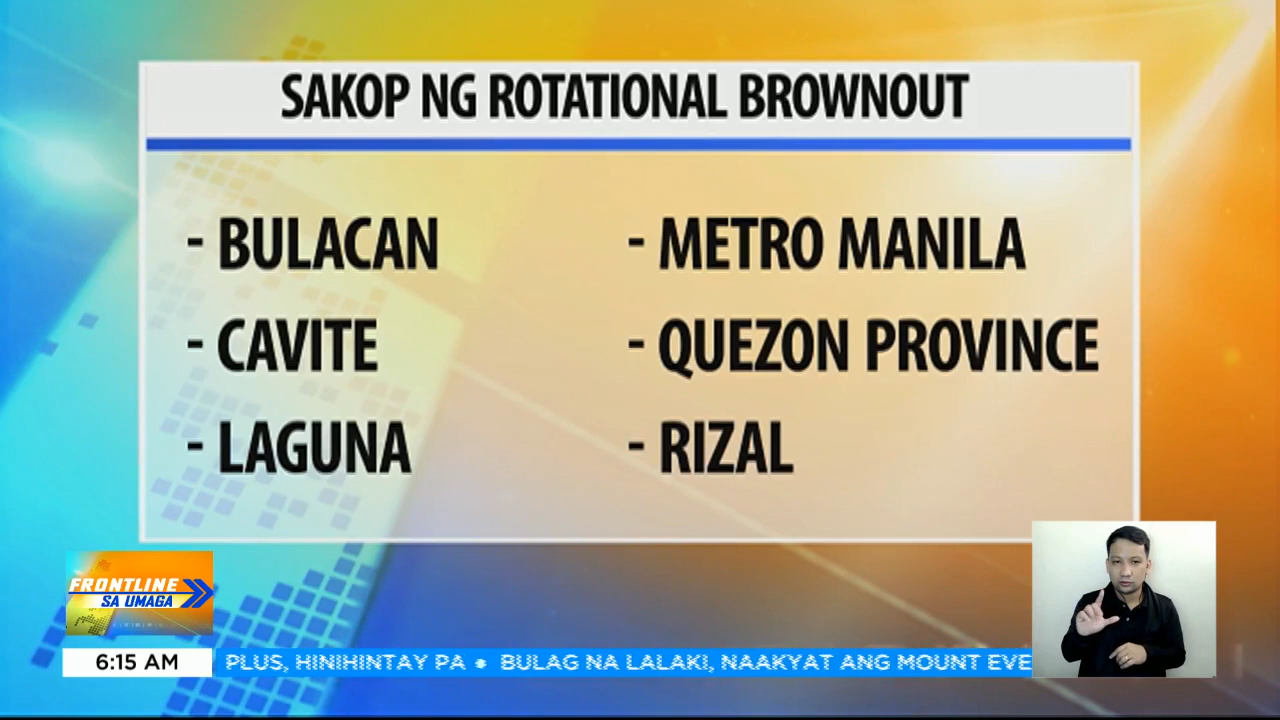 SAKOP NG ROTATIONAL BROWNOUT
- BULACAN
- CAVITE
- LAGUNA
- METRO MANILA
- QUEZON PROVINCE
- RIZAL
FRONTLINE
SA UMAGA
6:15 AM
PLUS, HINIHINTAY PA • BULAG NA LALAKI, NAAKYAT ANG MOUNT EVE